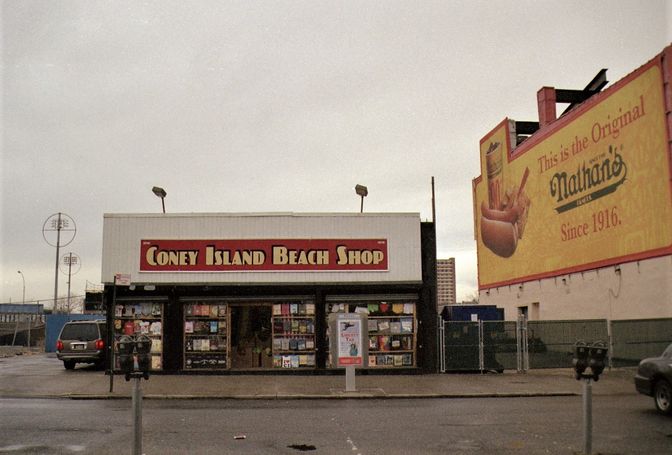 CONEY ISLAND BEACH SHOP
This is the Original
Nathan's
FAMOUS
Since 1916.